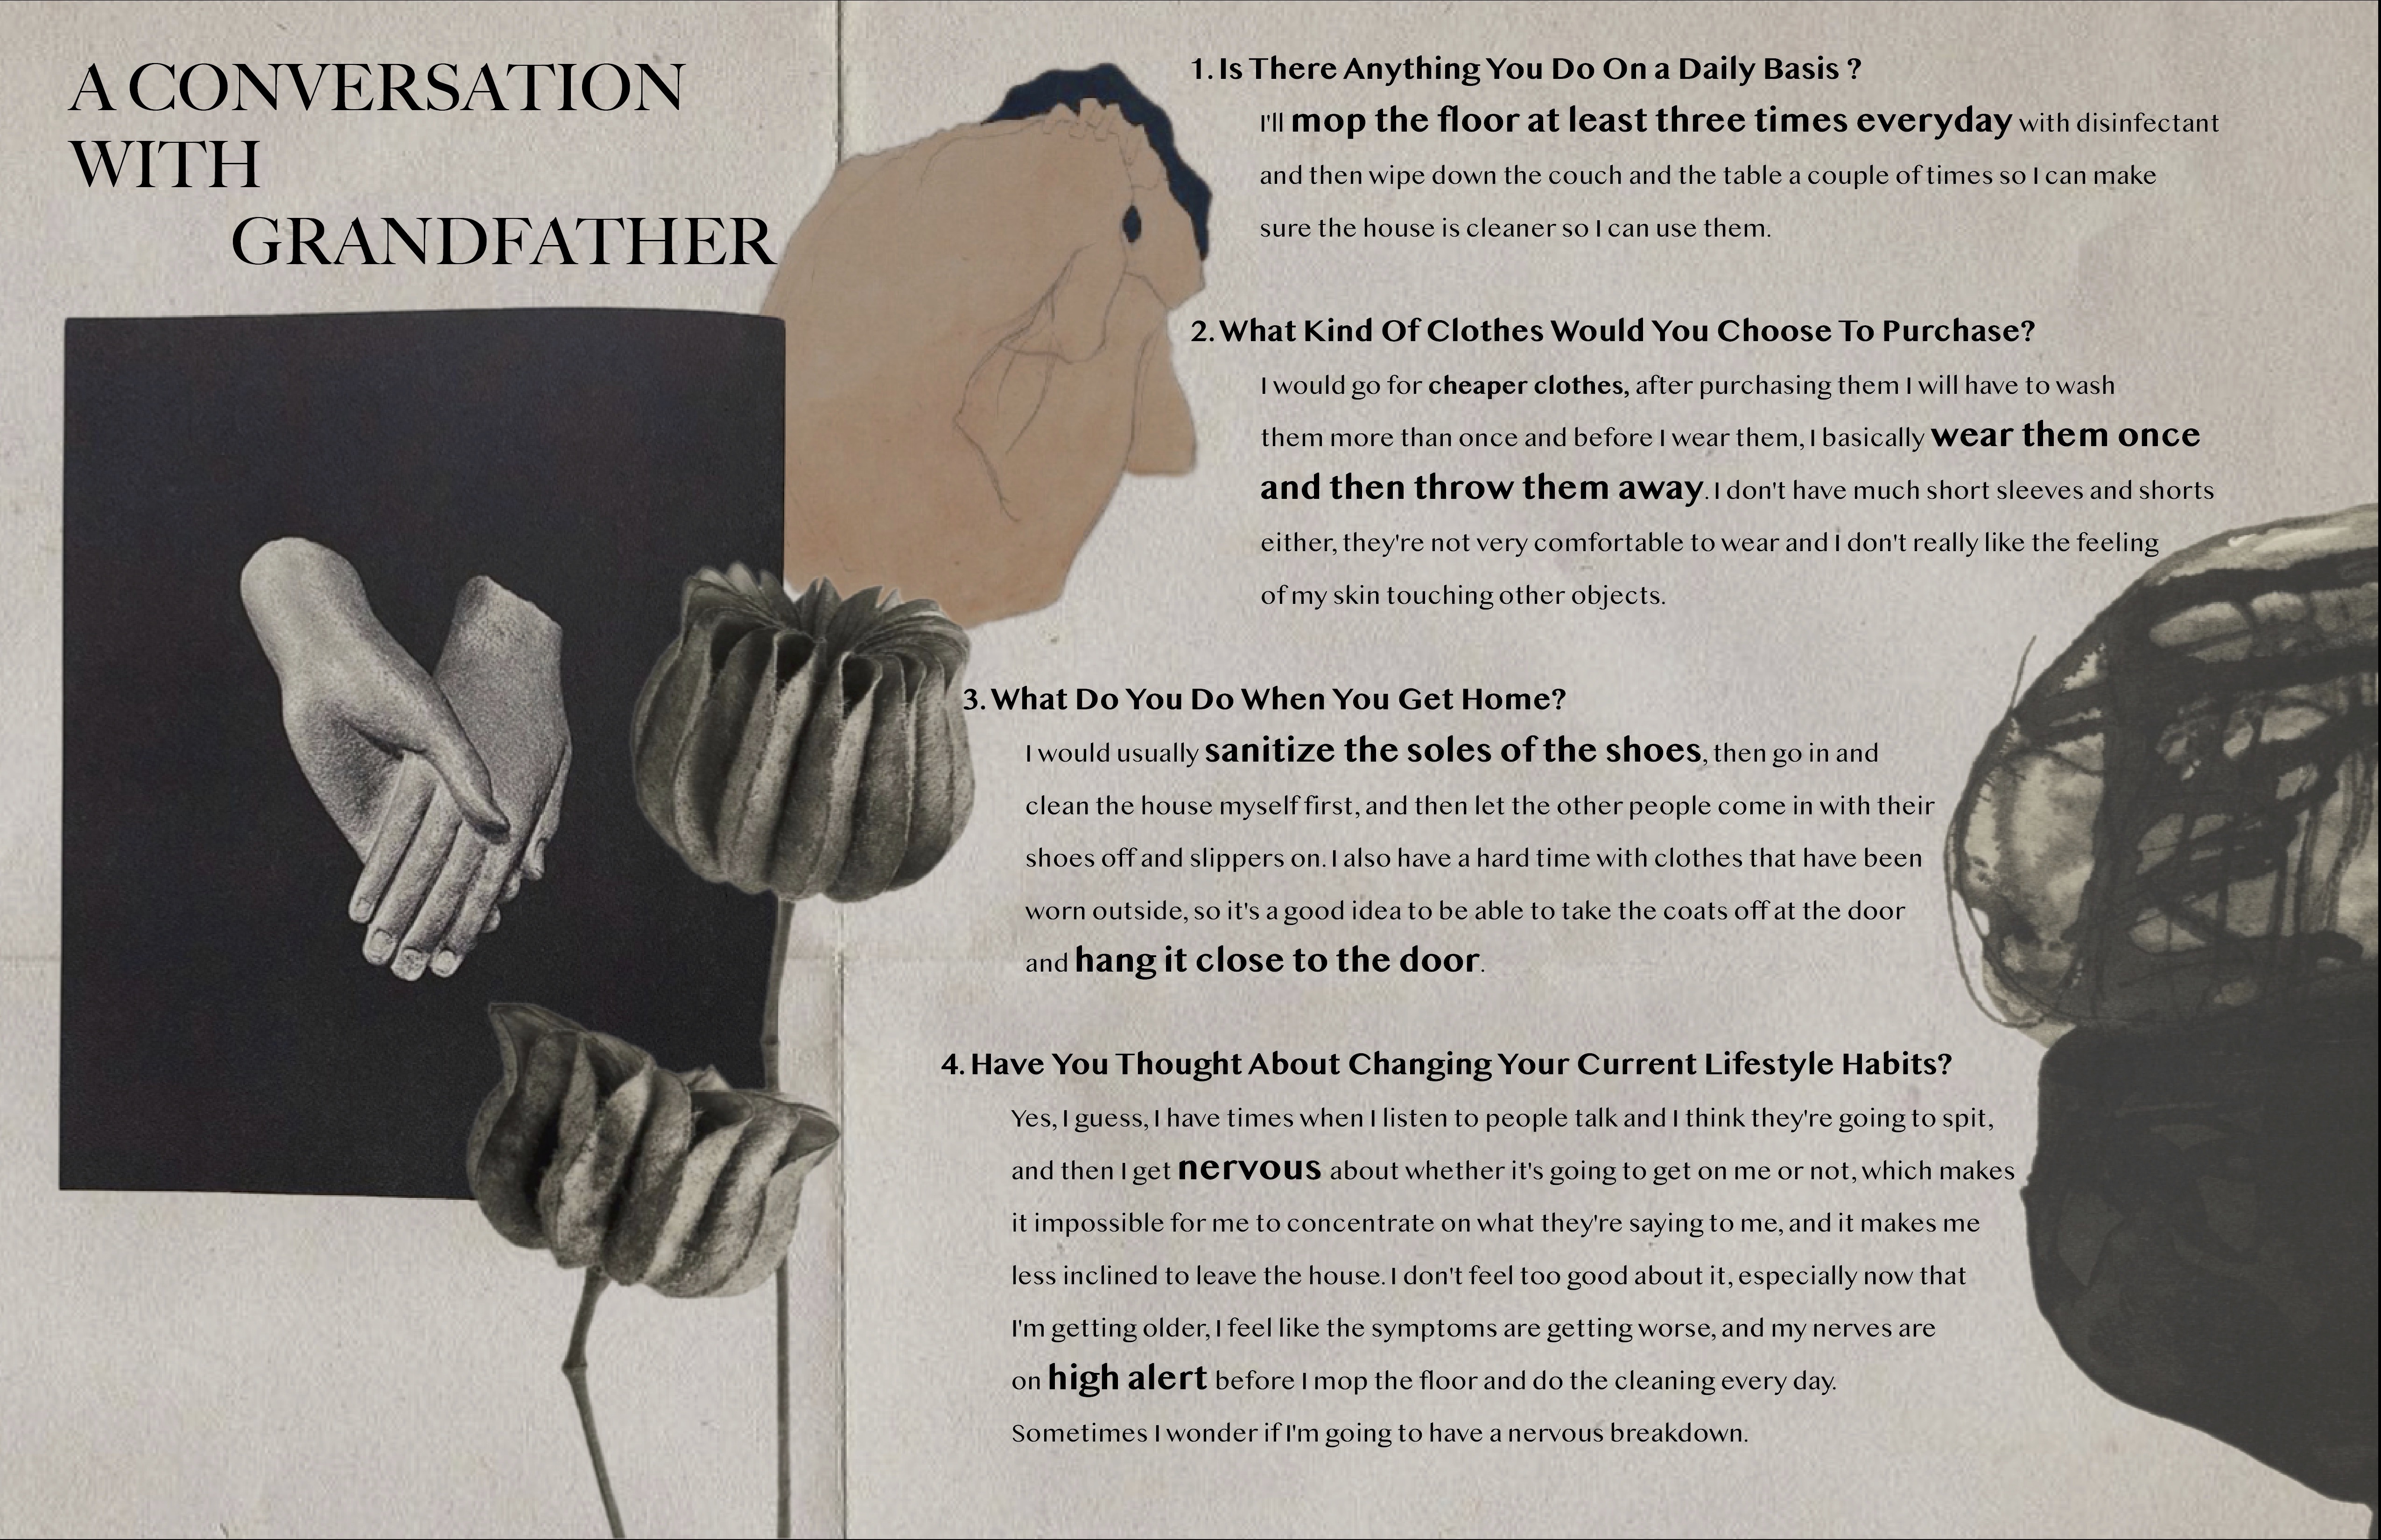 A CONVERSATION
WITH
GRANDFATHER
1. Is There Anything You Do On a Daily Basis ?
I'll mop the floor at least three times everyday with disinfectant
and then wipe down the couch and the table a couple of times so I can make
sure the house is cleaner so I can use them.
2. What Kind Of Clothes Would You Choose To Purchase?
I would go for cheaper clothes, after purchasing them I will have to wash
them more than once and before I wear them, I basically wear them once
and then throw them away. I don't have much short sleeves and shorts
either, they're not very comfortable to wear and I don't really like the feeling
of my skin touching other objects.
3. What Do You Do When You Get Home?
I would usually sanitize the soles of the shoes, then go in and
clean the house myself first, and then let the other people come in with their
shoes off and slippers on. I also have a hard time with clothes that have been
worn outside, so it's a good idea to be able to take the coats off at the door
and hang it close to the door.
4. Have You Thought About Changing Your Current Lifestyle Habits?
Yes, I guess, I have times when I listen to people talk and I think they're going to spit,
and then I get nervous about whether it's going to get on me or not, which makes
it impossible for me to concentrate on what they're saying to me, and it makes me
less inclined to leave the house. I don't feel too good about it, especially now that
I'm getting older, I feel like the symptoms are getting worse, and my nerves are
on high alert before I mop the floor and do the cleaning every day.
Sometimes I wonder if I'm going to have a nervous breakdown.